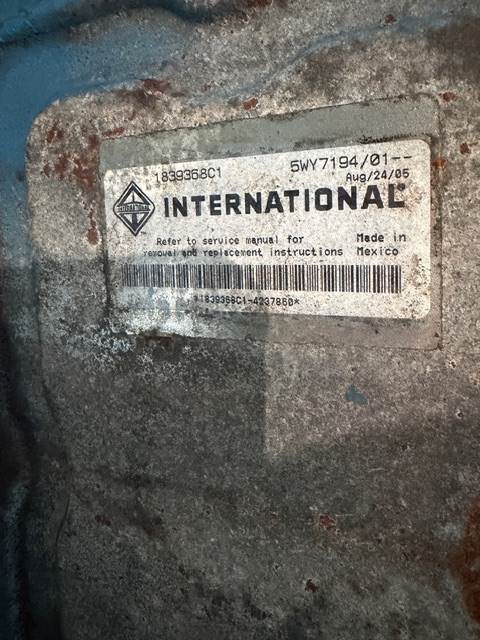 1839368C1 5WY7194/01--
Aug/24/05
INTERNATIONAL
INTERNATIONAL®
Refer to service manual for Made in
removal and replacement instructions Mexico
*1839368C1-4237860*